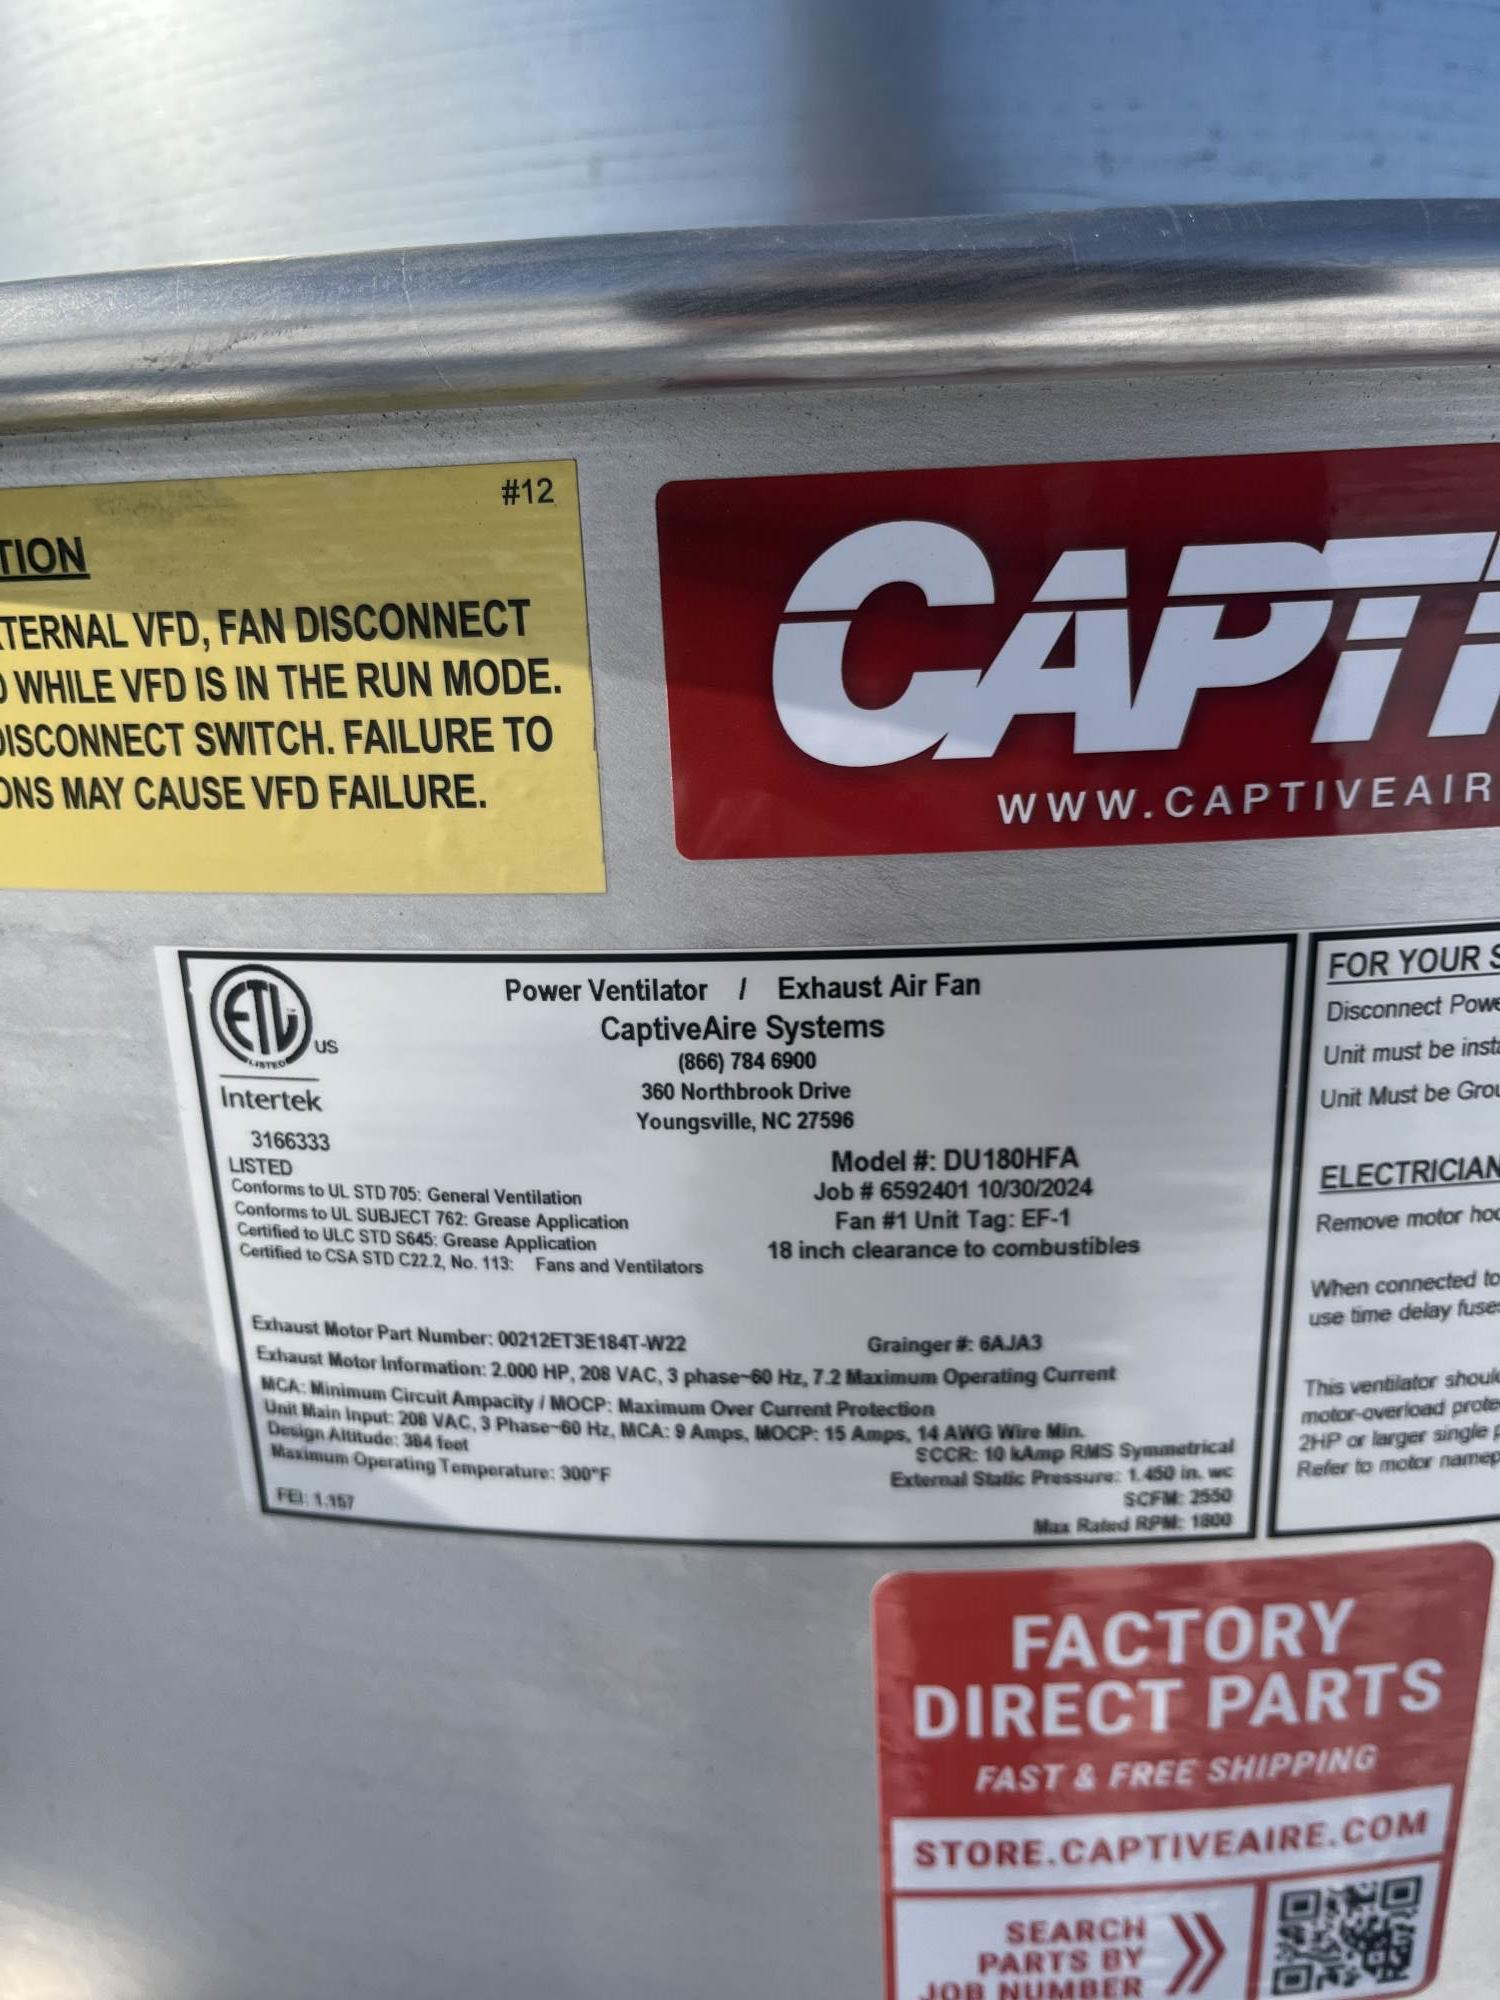 #12
TION
TERNAL VFD, FAN DISCONNECT
D WHILE VFD IS IN THE RUN MODE.
DISCONNECT SWITCH. FAILURE TO
ONS MAY CAUSE VFD FAILURE.
CAPTI
WWW.CAPTIVEAIR
ETL
LISTED
US
Intertek
3166333
LISTED
Conforms to UL STD 705: General Ventilation
Conforms to UL SUBJECT 762: Grease Application
Certified to ULC STD S645: Grease Application
Certified to CSA STD C22.2, No. 113: Fans and Ventilators
Power Ventilator / Exhaust Air Fan
CaptiveAire Systems
(866) 784 6900
360 Northbrook Drive
Youngsville, NC 27596
Model #: DU180HFA
Job # 6592401 10/30/2024
Fan #1 Unit Tag: EF-1
18 inch clearance to combustibles
Exhaust Motor Part Number: 00212ET3E184T-W22 Grainger #: 6AJA3
Exhaust Motor Information: 2.000 HP, 208 VAC, 3 phase~60 Hz, 7.2 Maximum Operating Current
MCA: Minimum Circuit Ampacity / MOCP: Maximum Over Current Protection
Unit Main Input: 208 VAC, 3 Phase~60 Hz, MCA: 9 Amps, MOCP: 15 Amps, 14 AWG Wire Min.
Design Altitude: 384 feet
SCCR: 10 kAmp RMS Symmetrical
Maximum Operating Temperature: 300°F
External Static Pressure: 1.450 in. wc
SCFM: 2550
FEI: 1.157
Max Rated RPM: 1800
FOR YOUR S
Disconnect Powe
Unit must be insta
Unit Must be Grou
ELECTRICIAN
Remove motor hoo
When connected to
use time delay fuses
This ventilator should
motor-overload prote
2HP or larger single p
Refer to motor namep
FACTORY
DIRECT PARTS
FAST & FREE SHIPPING
STORE.CAPTIVEAIRE.COM
SEARCH
PARTS BY
JOB NUMBER